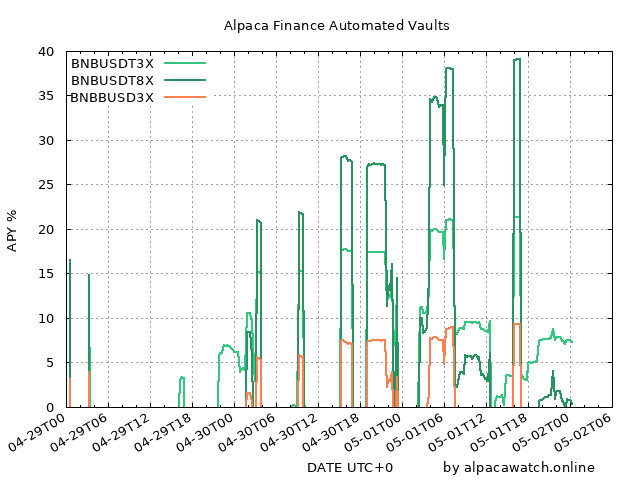 Alpaca Finance Automated Vaults
BNBUSDT3X
BNBUSDT8X
BNBBUSD3X
APY %
40
35
30
25
20
15
10
5
0
04-29T00 04-29T06 04-29T12 04-29T18 04-30T00 04-30T06 04-30T12 04-30T18 05-01T00 05-01T06 05-01T12 05-01T18 05-02T00 05-02T06
DATE UTC+0 by alpacawatch.online